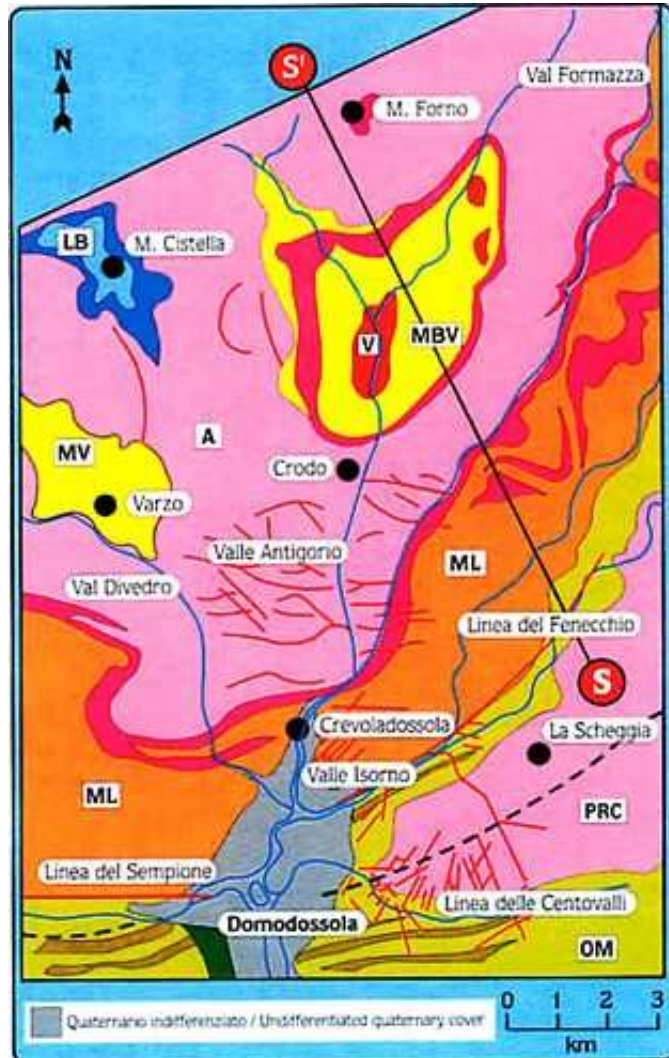 S'
N
Val Formazza
M. Forno
LB
M. Cistella
V
MBV
A
MV
Crodo
Varzo
Valle Antigorio
ML
Val Divedro
Linea del Fenecchio
S
Crevoladossola
La Scheggia
Valle Isorno
ML
PRC
Linea del Sempione
Linea delle Centovalli
Domodossola
OM
Quaternario indifferenziato / Undifferentiated quaternary cover
0 1 2 3
km